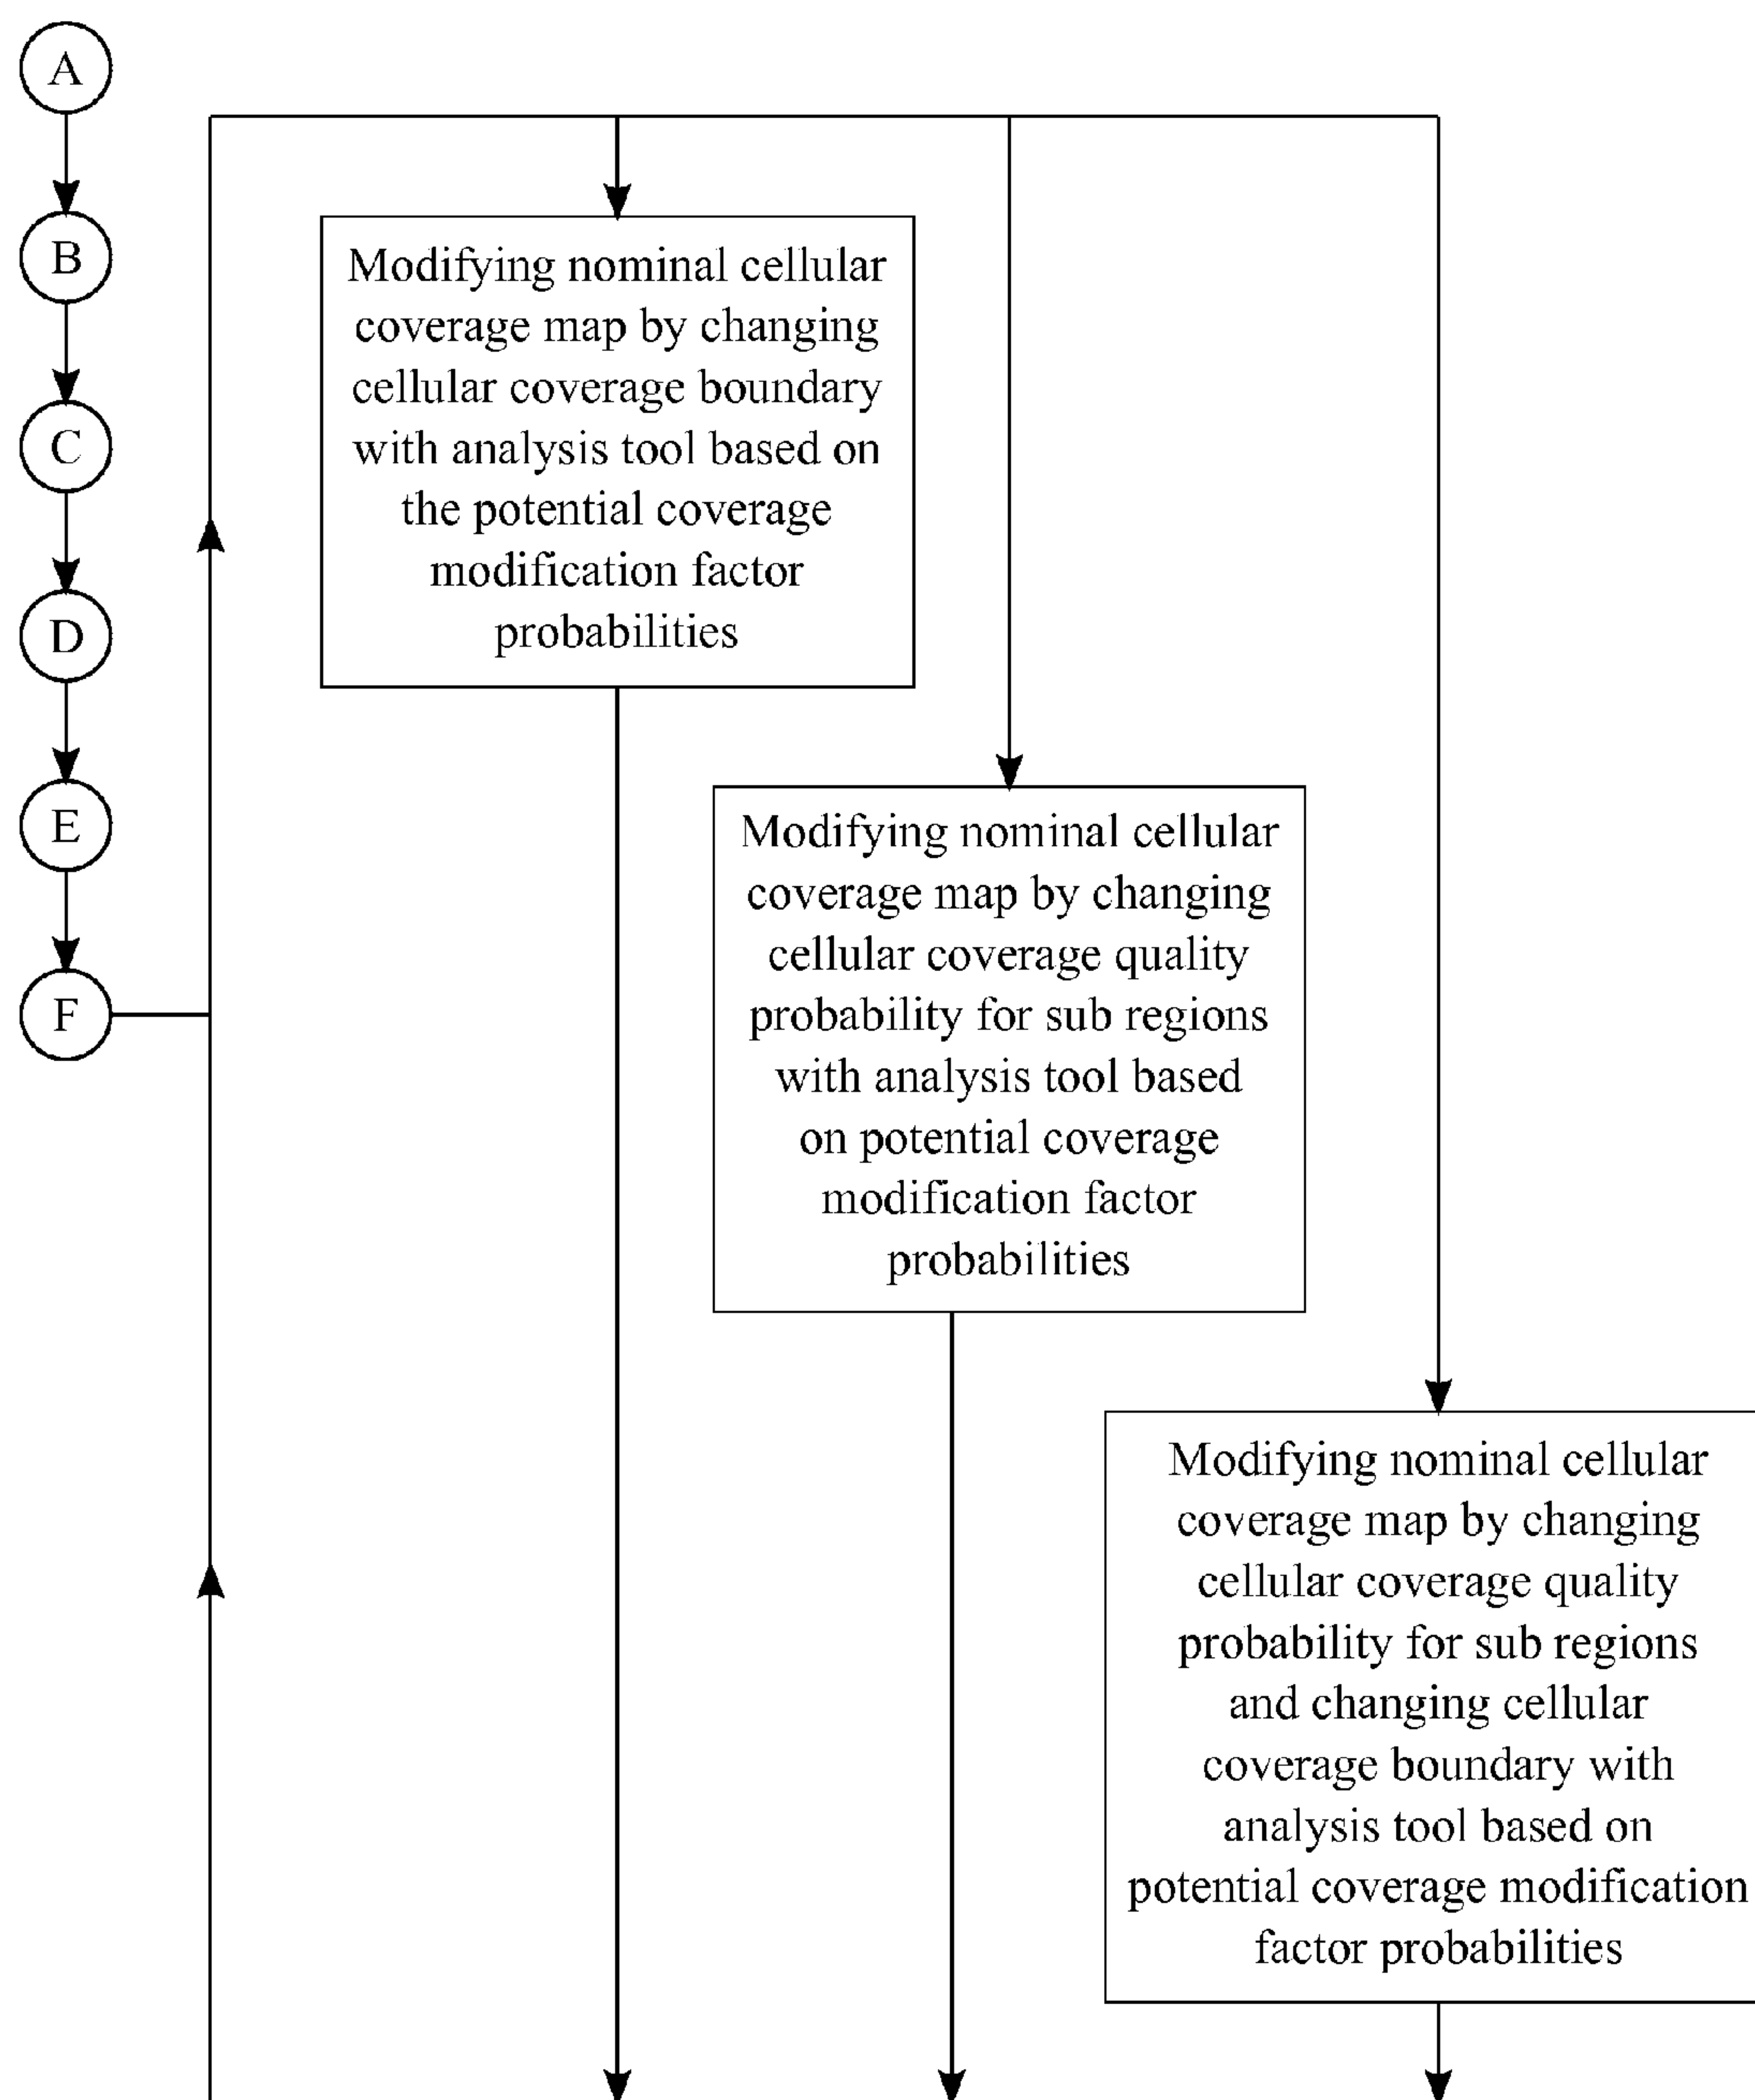 A
B
C
D
E
F
Modifying nominal cellular
coverage map by changing
cellular coverage boundary
with analysis tool based on
the potential coverage
modification factor
probabilities
Modifying nominal cellular
coverage map by changing
cellular coverage quality
probability for sub regions
with analysis tool based
on potential coverage
modification factor
probabilities
Modifying nominal cellular
coverage map by changing
cellular coverage quality
probability for sub regions
and changing cellular
coverage boundary with
analysis tool based on
potential coverage modification
factor probabilities